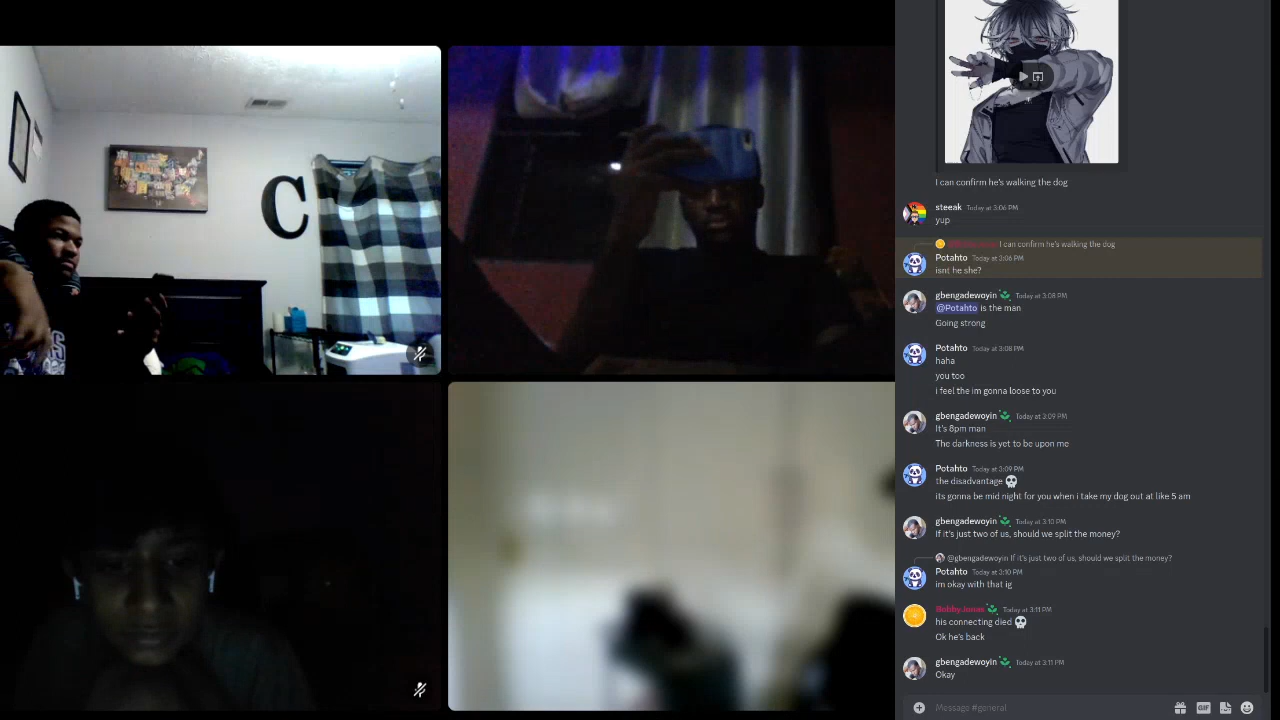 C
I can confirm he's walking the dog
steeak Today at 3:06 PM
yup
I can confirm he's walking the dog
Potahto Today at 3:06 PM
isnt he she?
gbengadewoyin Today at 3:08 PM
@Potahto is the man
Going strong
Potahto Today at 3:08 PM
haha
you too
i feel the im gonna loose to you
gbengadewoyin Today at 3:09 PM
It's 8pm man
The darkness is yet to be upon me
Potahto Today at 3:09 PM
the disadvantage 💀
its gonna be mid night for you when i take my dog out at like 5 am
gbengadewoyin Today at 3:10 PM
If it's just two of us, should we split the money?
@gbengadewoyin If it's just two of us, should we split the money?
Potahto Today at 3:10 PM
im okay with that ig
Today at 3:11 PM
his connecting died 💀
Ok he's back
gbengadewoyin Today at 3:11 PM
Okay
Message #general
GIF